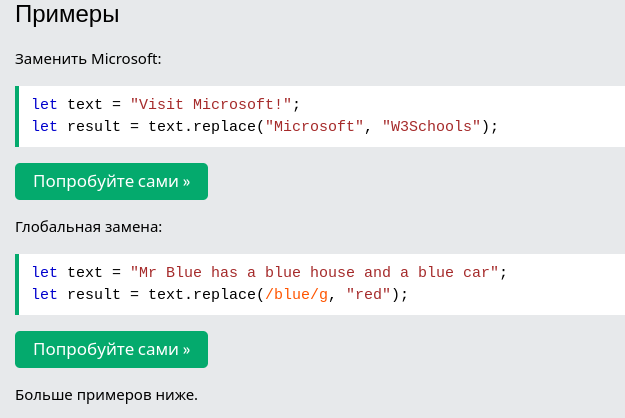 Примеры
Заменить Microsoft:
let text = "Visit Microsoft!";
let result = text.replace("Microsoft", "W3Schools");
Попробуйте сами »
Глобальная замена:
let text = "Mr Blue has a blue house and a blue car";
let result = text.replace(/blue/g, "red");
Попробуйте сами »
Больше примеров ниже.